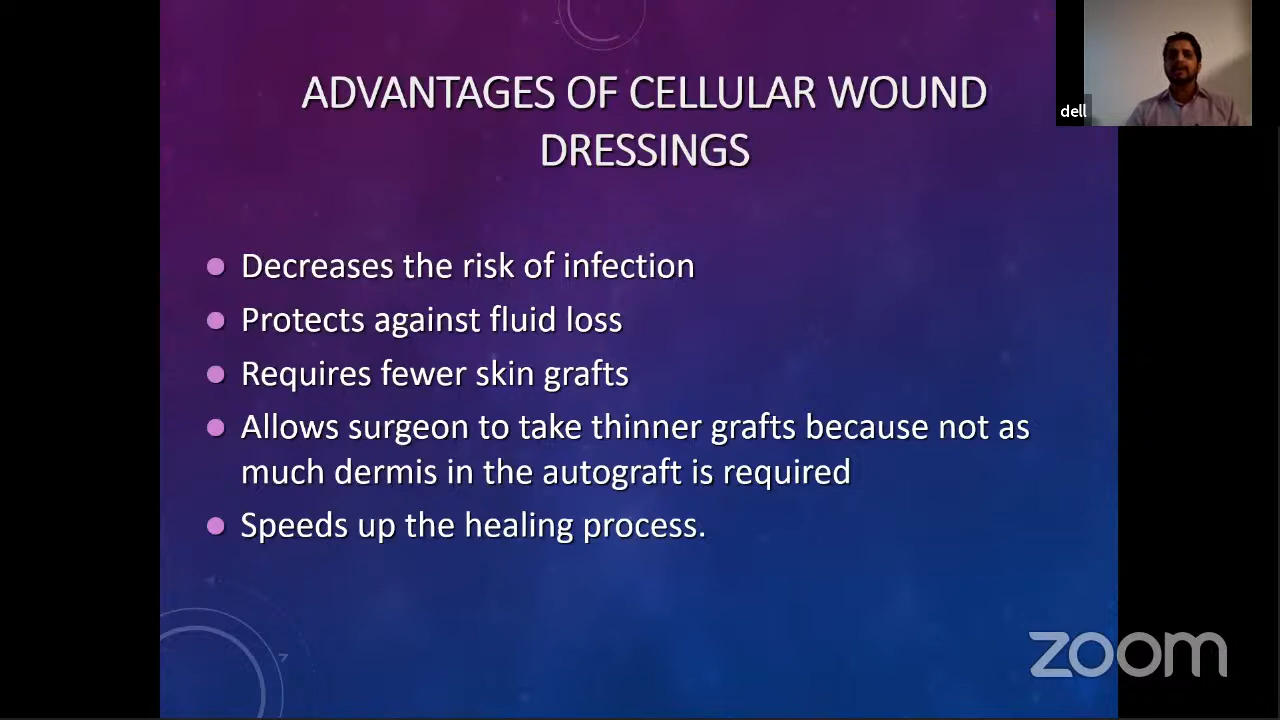 ADVANTAGES OF CELLULAR WOUND
DRESSINGS
dell
Decreases the risk of infection
Protects against fluid loss
Requires fewer skin grafts
Allows surgeon to take thinner grafts because not as
much dermis in the autograft is required
Speeds up the healing process.
zoom